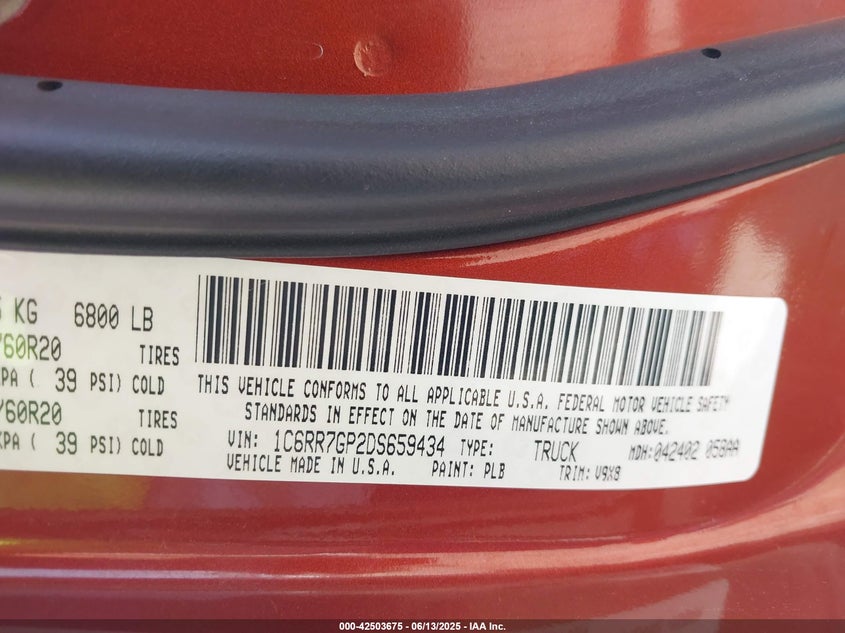 KG 6800 LB
/60R20 TIRES
KPA ( 39 PSI) COLD
/60R20 TIRES
KPA ( 39 PSI) COLD
THIS VEHICLE CONFORMS TO ALL APPLICABLE U.S.A. FEDERAL MOTOR VEHICLE SAFETY
STANDARDS IN EFFECT ON THE DATE OF MANUFACTURE SHOWN ABOVE.
VIN: 1C6RR7GP2DS659434 TYPE: TRUCK MDH:042402 058AA
VEHICLE MADE IN U.S.A. PAINT: PLB TRIM: V9X8
000-42503675 - 06/13/2025 - IAA Inc.